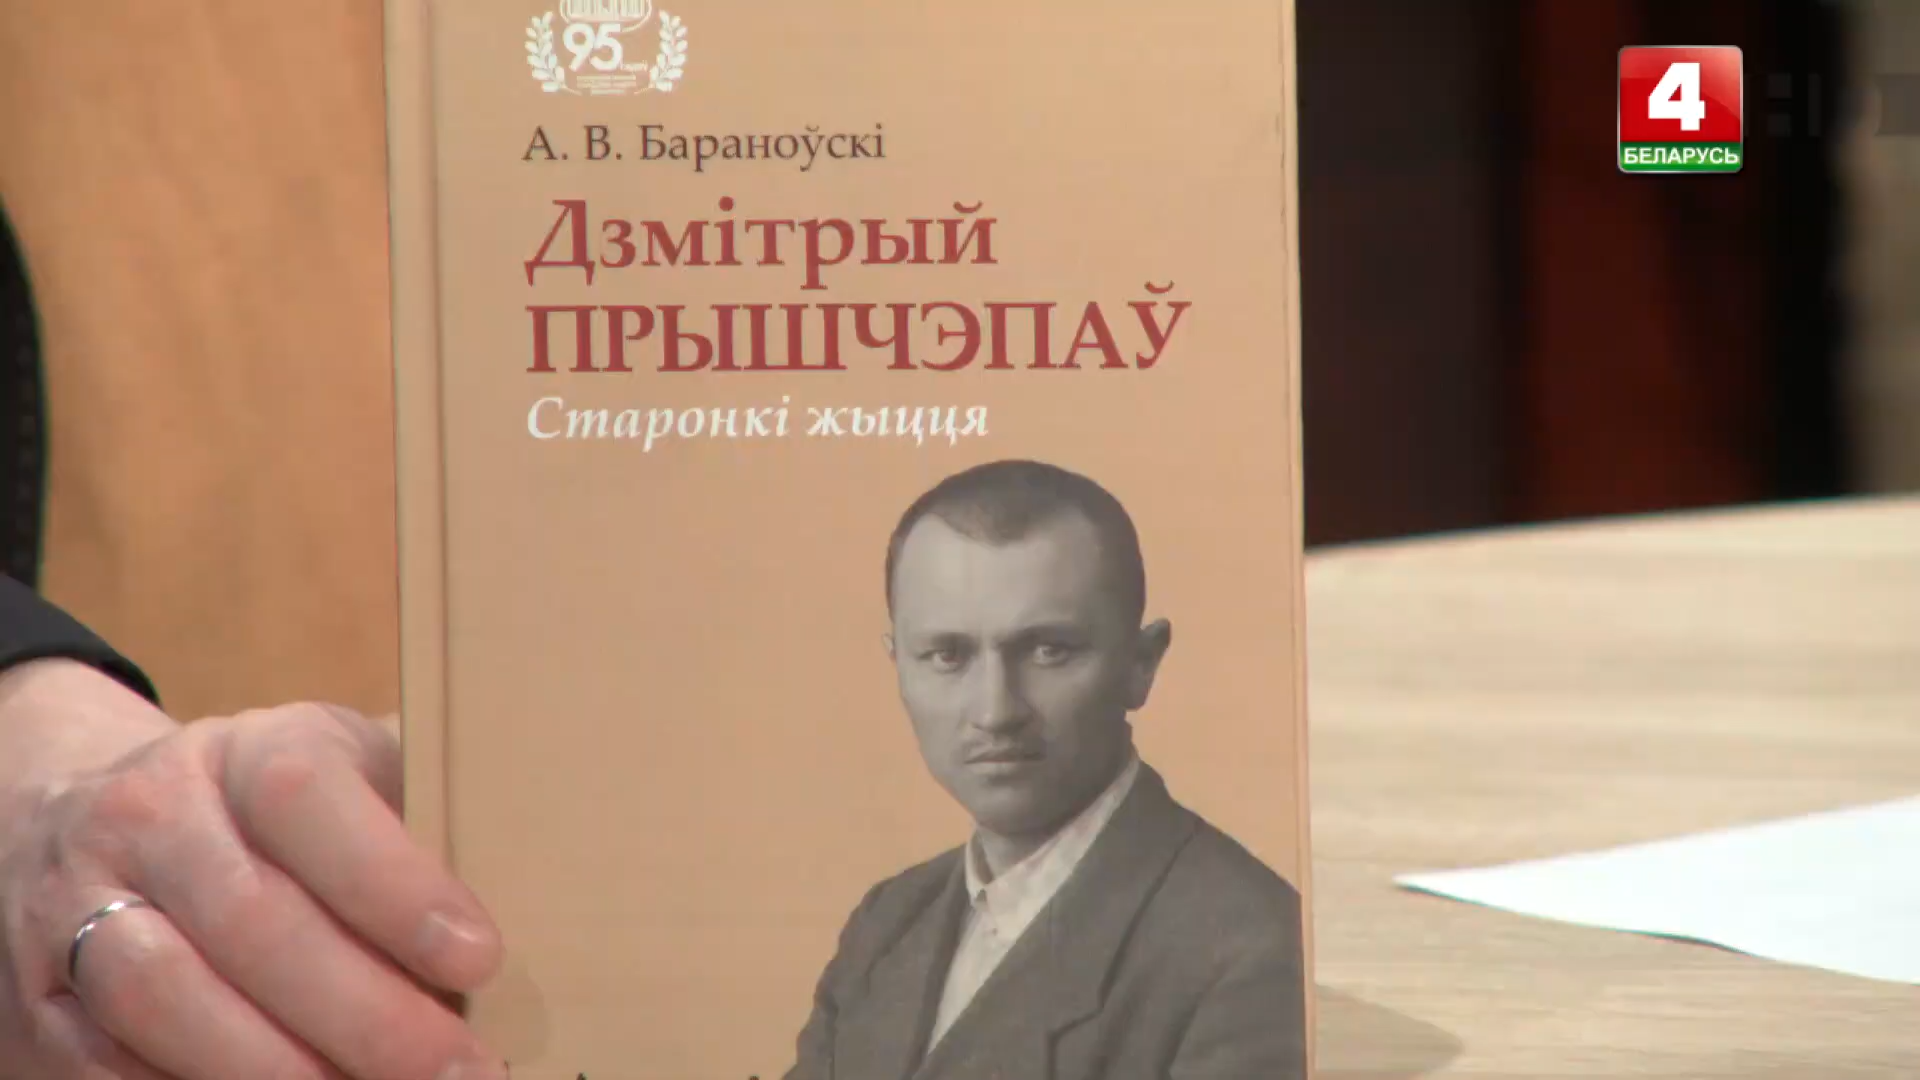 95
А. В. Бараноўскі
Дзмітрый
ПРЫШЧЭПАЎ
Старонкі жыцця
4
БЕЛАРУСЬ